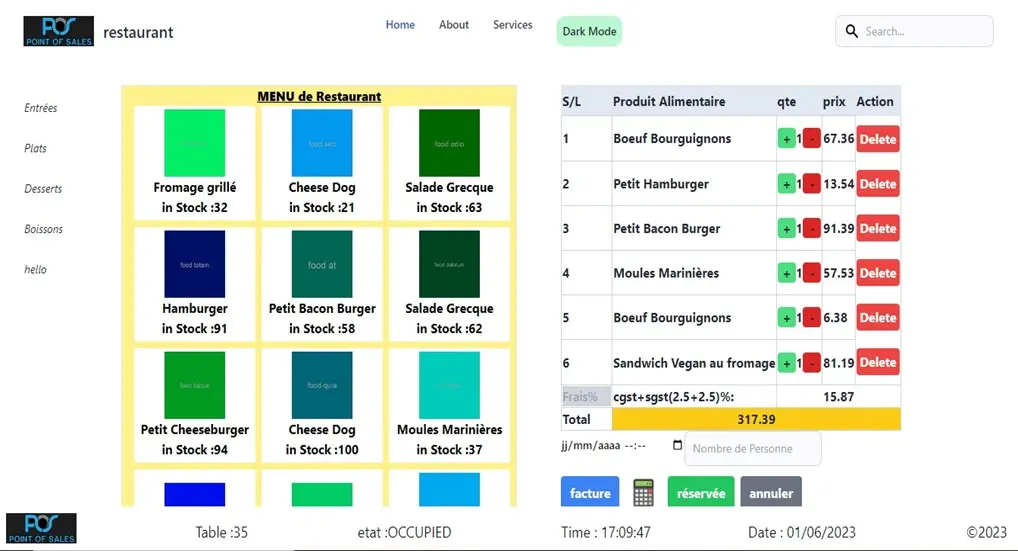 POS
POINT OF SALES
restaurant
Home
About
Services
Dark Mode
Search...
Entrées
Plats
Desserts
Boissons
hello
MENU de Restaurant
food sed
food odio
Fromage grillé
in Stock :32
Cheese Dog
in Stock :21
Salade Grecque
in Stock :63
food totam
food at
food dolorum
Hamburger
in Stock :91
Petit Bacon Burger
in Stock :58
Salade Grecque
in Stock :62
food quia
Petit Cheeseburger
in Stock :94
Cheese Dog
in Stock :100
Moules Marinières
in Stock :37
S/L Produit Alimentaire qte prix Action
1 Boeuf Bourguignons + 1 - 67.36 Delete
2 Petit Hamburger + 1 - 13.54 Delete
3 Petit Bacon Burger + 1 - 91.39 Delete
4 Moules Marinières + 1 - 57.53 Delete
5 Boeuf Bourguignons + 1 - 6.38 Delete
6 Sandwich Vegan au fromage + 1 - 81.19 Delete
Frais% cgst+sgst(2.5+2.5)%: 15.87
Total 317.39
jj/mm/aaaa --:--
Nombre de Personne
facture
réservée
annuler
POS
POINT OF SALES
Table :35
etat :OCCUPIED
Time : 17:09:47
Date : 01/06/2023
©2023